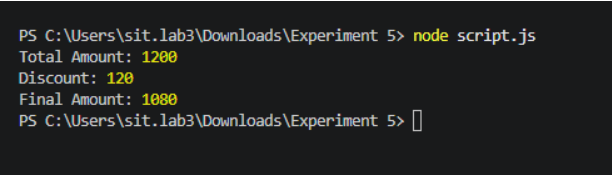 PS C:\Users\sit.lab3\Downloads\Experiment 5> node script.js
Total Amount: 1200
Discount: 120
Final Amount: 1080
PS C:\Users\sit.lab3\Downloads\Experiment 5>